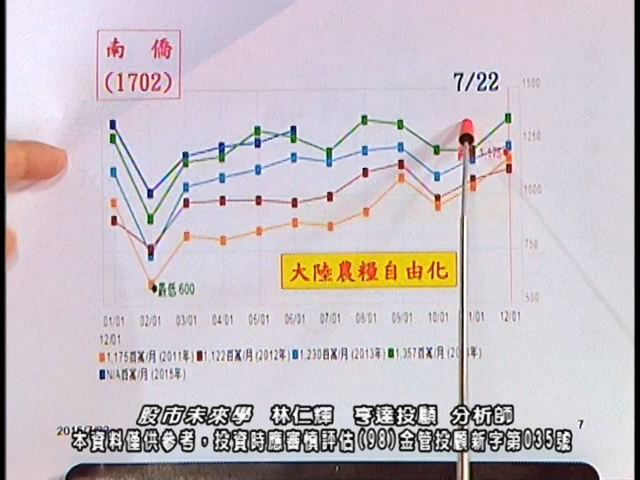 南僑
(1702)
7/22
1500
1250
1,175
1000
750
500
大陸農糧自由化
最低 600
01/01 02/01 03/01 04/01 05/01 06/01 07/01 08/01 09/01 10/01 11/01 12/01
12/01
1,175百萬/月 (2011年) 1,122百萬/月 (2012年) 1,230百萬/月 (2013年) 1,357百萬/月
N/A百萬/月 (2015年)
股市未來學 林仁輝 亨達投顧 分析師
2015/7/22
7
本資料僅供參考，投資時應審慎評估(98)金管投顧新字第035號